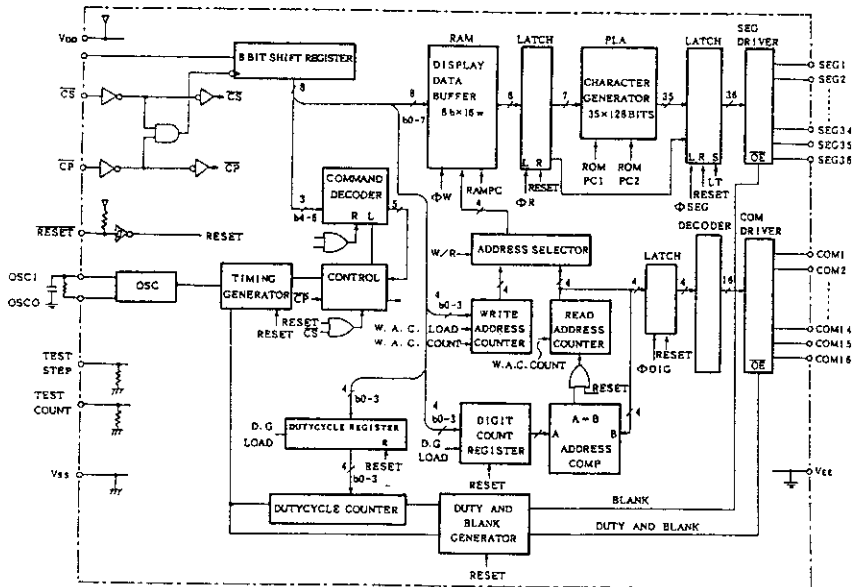 VDD
8 BIT SHIFT REGISTER
8
CS
CS
CP
CP
RESET
RESET
OSCI
OSCO
OSC
TIMING
GENERATOR
RESET
CONTROL
CP
RESET
CS
COMMAND
DECODER
R L
3
b4-6
5
RAM
DISPLAY
DATA
BUFFER
8b×16w
8
b0-7
ΦW
RAMPC
4
LATCH
8
7
L R
RESET
ΦR
PLA
CHARACTER
GENERATOR
35×128BITS
35
ROM
PC1
ROM
PC2
LATCH
36
L R S
LT
RESET
ΦSEG
SEG
DRIVER
OE
SEG1
SEG2
SEG34
SEG35
SEG36
ADDRESS SELECTOR
W/R
4
4
4
b0-3
WRITE
ADDRESS
COUNTER
W.A.C.LOAD
W.A.C.COUNT
READ
ADDRESS
COUNTER
W.A.C.COUNT
RESET
4
LATCH
4
RESET
ΦDIG
DECODER
16
COM
DRIVER
OE
COM1
COM2
COM14
COM15
COM16
TEST
STEP
TEST
COUNT
4
b0-3
DUTYCYCLE REGISTER
R
D.G
LOAD
RESET
4
b0-3
4
b0-3
DIGIT
COUNT
REGISTER
D.G
LOAD
RESET
A=B
A B
ADDRESS
COMP
4
VSS
VEE
DUTYCYCLE COUNTER
DUTY AND
BLANK
GENERATOR
RESET
BLANK
DUTY AND BLANK